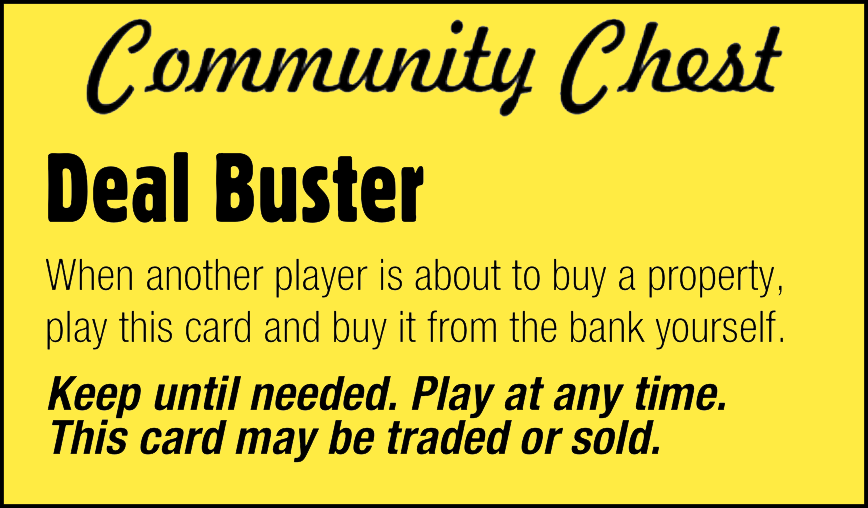 Community Chest
Deal Buster
When another player is about to buy a property,
play this card and buy it from the bank yourself.
Keep until needed. Play at any time.
This card may be traded or sold.